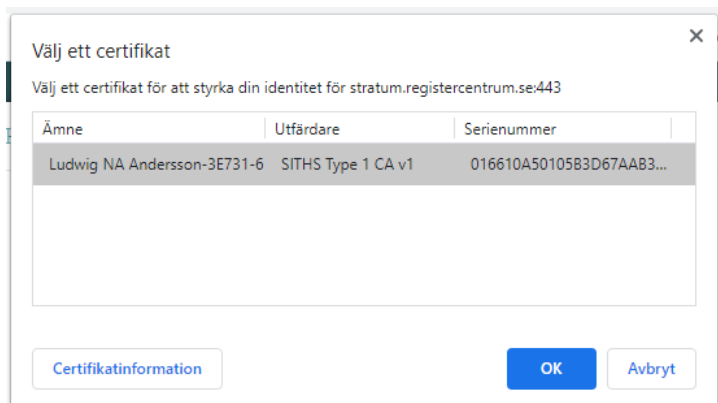 Välj ett certifikat
Välj ett certifikat för att styrka din identitet för stratum.registercentrum.se:443
Ämne Utfärdare Serienummer
Ludwig NA Andersson-3E731-6 SITHS Type 1 CA v1 016610A50105B3D67AAB3...
Certifikatinformation OK Avbryt